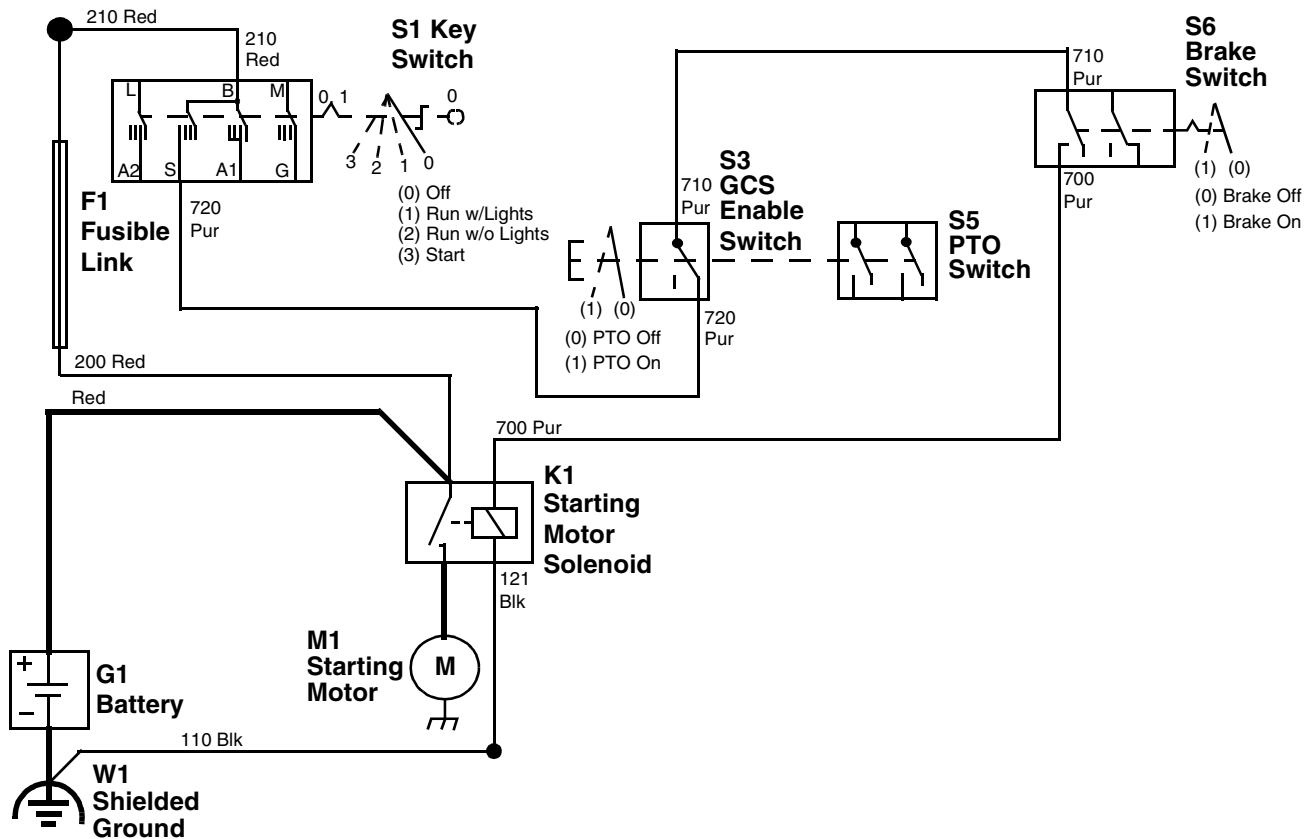 210 Red
210
Red
S1 Key
Switch
S6
Brake
Switch
L
B
M
0 1
0
A2
S
A1
G
3
2
1
0
(0) Off
(1) Run w/Lights
(2) Run w/o Lights
(3) Start
720
Pur
F1
Fusible
Link
710
Pur
S3
GCS
Enable
Switch
710
Pur
(1) (0)
(0) Brake Off
(1) Brake On
700
Pur
S5
PTO
Switch
(1) (0)
(0) PTO Off
(1) PTO On
720
Pur
200 Red
Red
700 Pur
K1
Starting
Motor
Solenoid
121
Blk
M1
Starting
Motor
M
+
−
G1
Battery
110 Blk
W1
Shielded
Ground